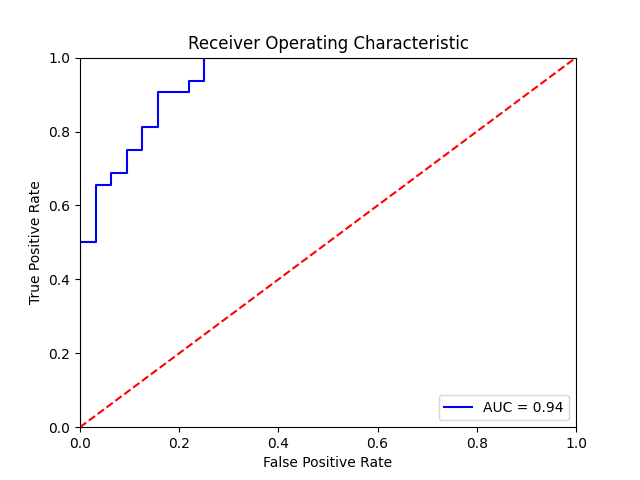 Receiver Operating Characteristic
1.0
0.8
0.6
0.4
0.2
0.0
True Positive Rate
AUC = 0.94
0.0 0.2 0.4 0.6 0.8 1.0
False Positive Rate